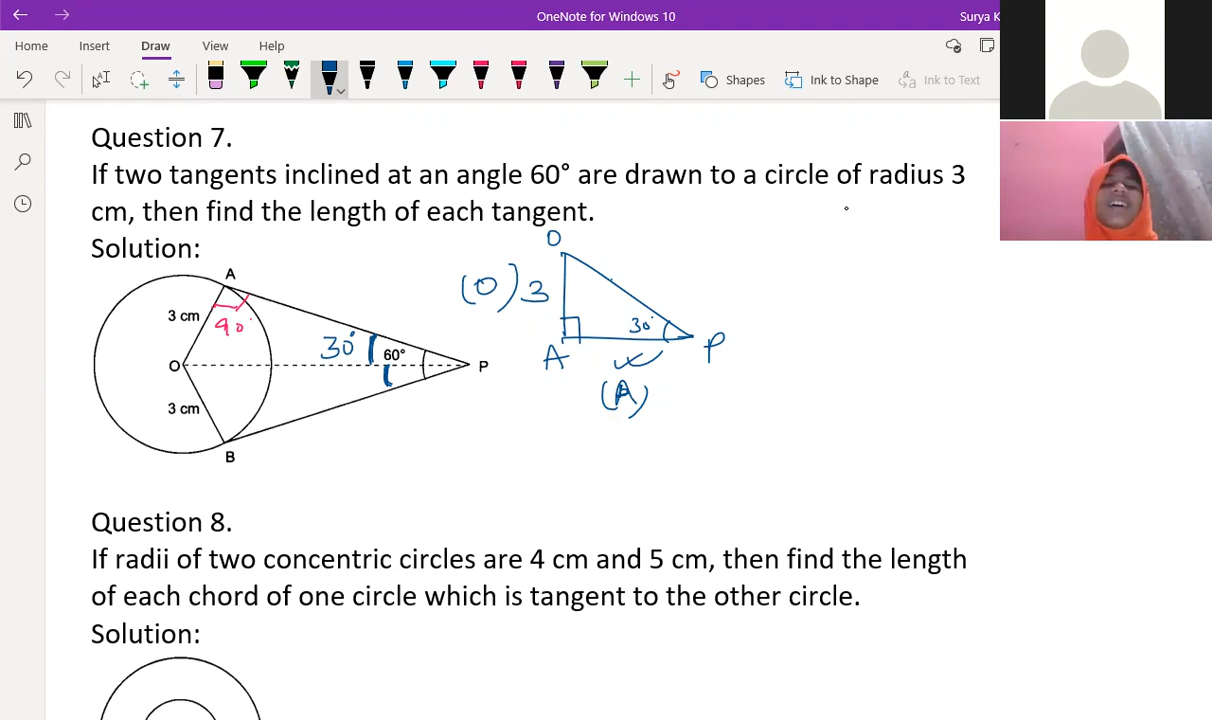 OneNote for Windows 10
Surya K
Home Insert Draw View Help
Shapes Ink to Shape Ink to Text
Question 7.
If two tangents inclined at an angle 60° are drawn to a circle of radius 3
cm, then find the length of each tangent.
Solution:
A
3 cm
90°
O
30°
60°
P
3 cm
B
O
(O) 3
30°
A
P
(A)
Question 8.
If radii of two concentric circles are 4 cm and 5 cm, then find the length
of each chord of one circle which is tangent to the other circle.
Solution: